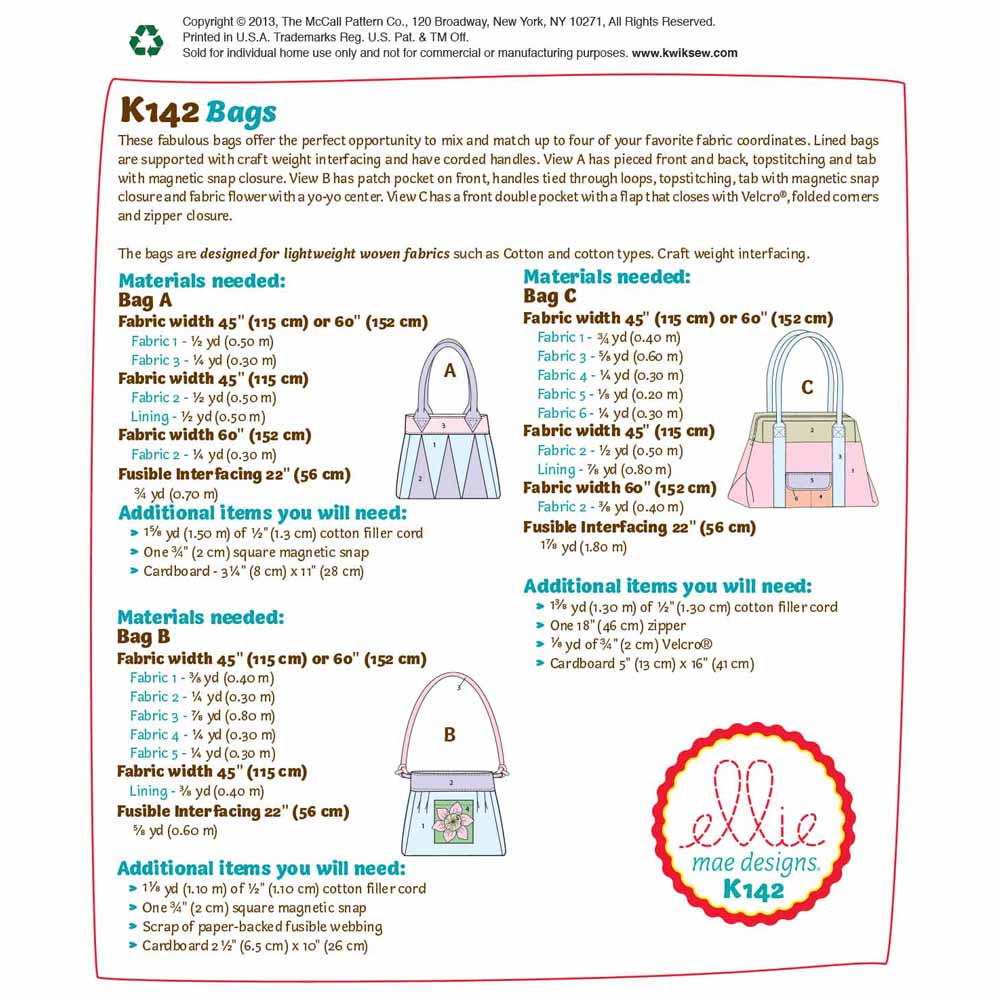 Copyright © 2013, The McCall Pattern Co., 120 Broadway, New York, NY 10271, All Rights Reserved.
Printed in U.S.A. Trademarks Reg. U.S. Pat. & TM Off.
Sold for individual home use only and not for commercial or manufacturing purposes. www.kwiksew.com
K142 Bags
These fabulous bags offer the perfect opportunity to mix and match up to four of your favorite fabric coordinates. Lined bags
are supported with craft weight interfacing and have corded handles. View A has pieced front and back, topstitching and tab
with magnetic snap closure. View B has patch pocket on front, handles tied through loops, topstitching, tab with magnetic snap
closure and fabric flower with a yo-yo center. View C has a front double pocket with a flap that closes with Velcro®, folded corners
and zipper closure.
The bags are designed for lightweight woven fabrics such as Cotton and cotton types. Craft weight interfacing.
Materials needed:
Bag A
Fabric width 45" (115 cm) or 60" (152 cm)
Fabric 1 - ½ yd (0.50 m)
Fabric 3 - ¼ yd (0.30 m)
Fabric width 45" (115 cm)
Fabric 2 - ½ yd (0.50 m)
Lining - ½ yd (0.50 m)
Fabric width 60" (152 cm)
Fabric 2 - ¼ yd (0.30 m)
Fusible Interfacing 22" (56 cm)
¾ yd (0.70 m)
Additional items you will need:
➤ 1⅝ yd (1.50 m) of ½" (1.3 cm) cotton filler cord
➤ One ¾" (2 cm) square magnetic snap
➤ Cardboard - 3¼" (8 cm) x 11" (28 cm)
A
3
1
2
Materials needed:
Bag B
Fabric width 45" (115 cm) or 60" (152 cm)
Fabric 1 - ⅜ yd (0.40 m)
Fabric 2 - ¼ yd (0.30 m)
Fabric 3 - ⅞ yd (0.80 m)
Fabric 4 - ¼ yd (0.30 m)
Fabric 5 - ¼ yd (0.30 m)
Fabric width 45" (115 cm)
Lining - ⅜ yd (0.40 m)
Fusible Interfacing 22" (56 cm)
⅝ yd (0.60 m)
Additional items you will need:
➤ 1⅛ yd (1.10 m) of ½" (1.10 cm) cotton filler cord
➤ One ¾" (2 cm) square magnetic snap
➤ Scrap of paper-backed fusible webbing
➤ Cardboard 2½" (6.5 cm) x 10" (26 cm)
3
B
2
4
1
Materials needed:
Bag C
Fabric width 45" (115 cm) or 60" (152 cm)
Fabric 1 - ¾ yd (0.40 m)
Fabric 3 - ⅝ yd (0.60 m)
Fabric 4 - ¼ yd (0.30 m)
Fabric 5 - ⅛ yd (0.20 m)
Fabric 6 - ¼ yd (0.30 m)
Fabric width 45" (115 cm)
Fabric 2 - ½ yd (0.50 m)
Lining - ⅞ yd (0.80 m)
Fabric width 60" (152 cm)
Fabric 2 - ⅜ yd (0.40 m)
Fusible Interfacing 22" (56 cm)
1⅞ yd (1.80 m)
Additional items you will need:
➤ 1⅜ yd (1.30 m) of ½" (1.30 cm) cotton filler cord
➤ One 18" (46 cm) zipper
➤ ⅛ yd of ¾" (2 cm) Velcro®
➤ Cardboard 5" (13 cm) x 16" (41 cm)
C
2
3
1
5
6
4
ellie
mae designs®
K142